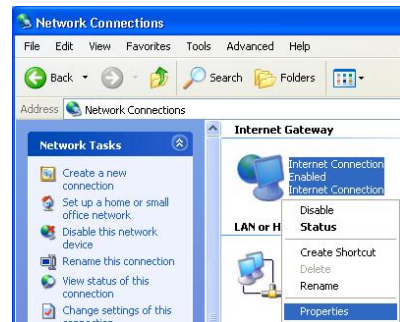 Network Connections
File Edit View Favorites Tools Advanced Help
Back Search Folders
Address Network Connections
Network Tasks
Create a new
connection
Set up a home or small
office network
Disable this network
device
Rename this connection
View status of this
connection
Change settings of this
connection
Internet Gateway
Internet Connection
Enabled
Internet Connection
LAN or H
Disable
Status
Create Shortcut
Delete
Rename
Properties